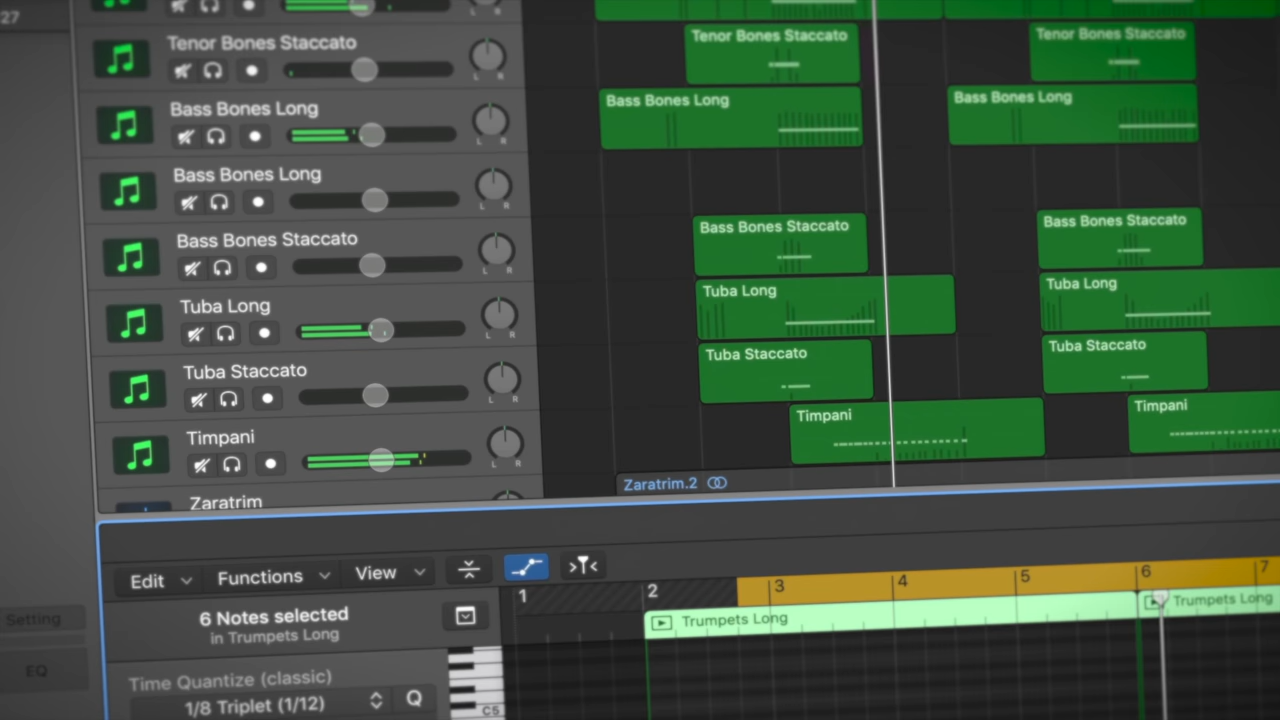 27
Tenor Bones Staccato
L R
Bass Bones Long
L R
Bass Bones Long
L R
Bass Bones Staccato
L R
Tuba Long
L R
Tuba Staccato
L R
Timpani
L R
Zaratrim
Tenor Bones Staccato
Tenor Bones Staccato
Bass Bones Long
Bass Bones Long
Bass Bones Staccato
Bass Bones Staccato
Tuba Long
Tuba Long
Tuba Staccato
Tuba Staccato
Timpani
Timpani
Zaratrim.2
Edit Functions View
1 2 3 4 5 6 7
6 Notes selected
in Trumpets Long
Trumpets Long
Trumpets Long
Setting
EQ
Time Quantize (classic)
1/8 Triplet (1/12) Q
C5